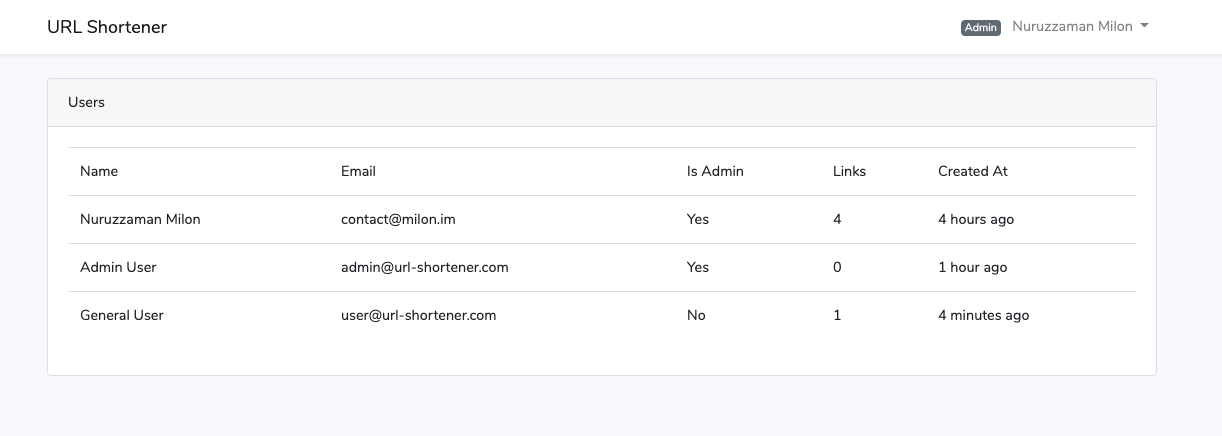 URL Shortener Admin Nuruzzaman Milon
Users
Name Email Is Admin Links Created At
Nuruzzaman Milon contact@milon.im Yes 4 4 hours ago
Admin User admin@url-shortener.com Yes 0 1 hour ago
General User user@url-shortener.com No 1 4 minutes ago